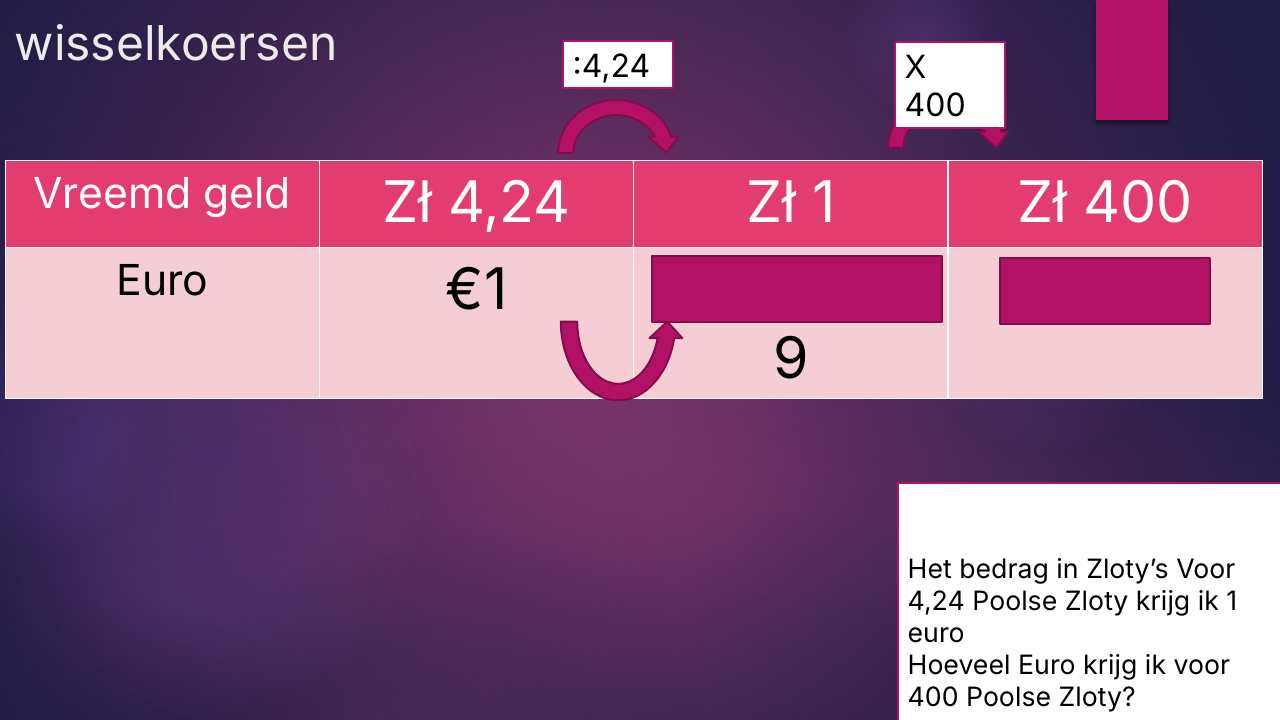 wisselkoersen
:4,24
X
400
Vreemd geld
Zł 4,24
Zł 1
Zł 400
Euro
€1
9
Het bedrag in Zloty’s Voor
4,24 Poolse Zloty krijg ik 1
euro
Hoeveel Euro krijg ik voor
400 Poolse Zloty?